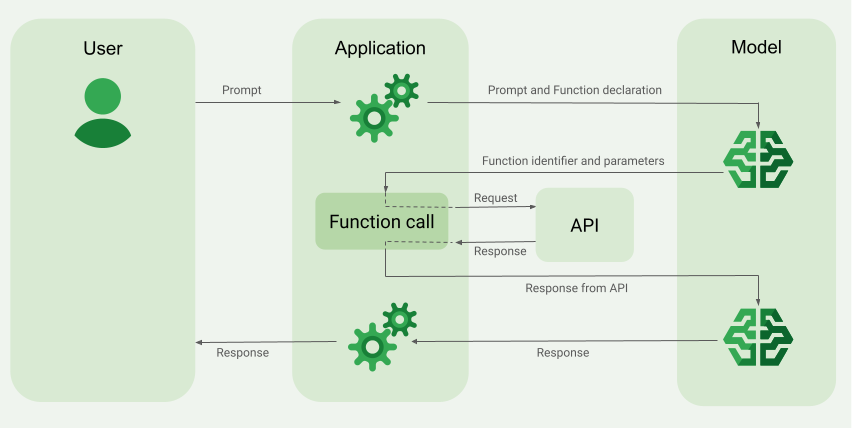 User
Application
Model
Prompt
Prompt and Function declaration
Function identifier and parameters
Request
Function call
API
Response
Response from API
Response
Response